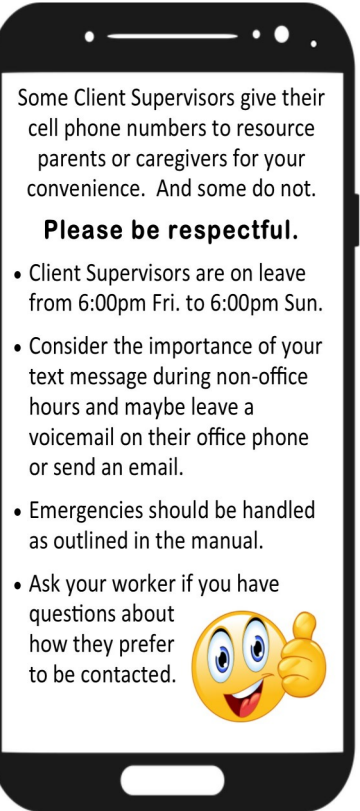 Some Client Supervisors give their
cell phone numbers to resource
parents or caregivers for your
convenience.  And some do not.
Please be respectful.
• Client Supervisors are on leave
from 6:00pm Fri. to 6:00pm Sun.
• Consider the importance of your
text message during non-office
hours and maybe leave a
voicemail on their office phone
or send an email.
• Emergencies should be handled
as outlined in the manual.
• Ask your worker if you have
questions about
how they prefer
to be contacted.